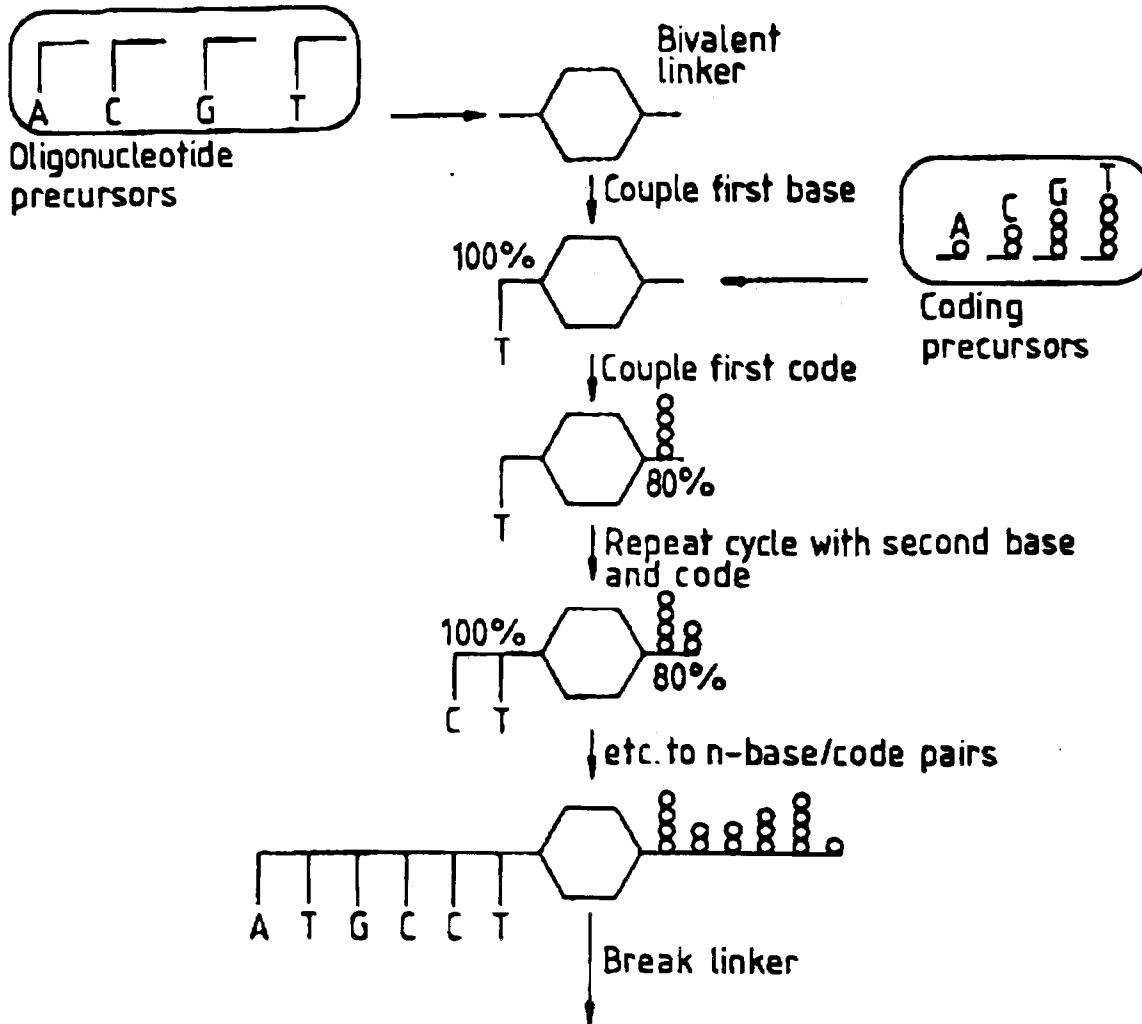 A C G T
Oligonucleotide
precursors
Bivalent
linker
Couple first base
A C G T
Coding
precursors
100%
T
Couple first code
80%
T
Repeat cycle with second base
and code
100%
80%
C T
etc. to n-base/code pairs
A T G C C T
Break linker